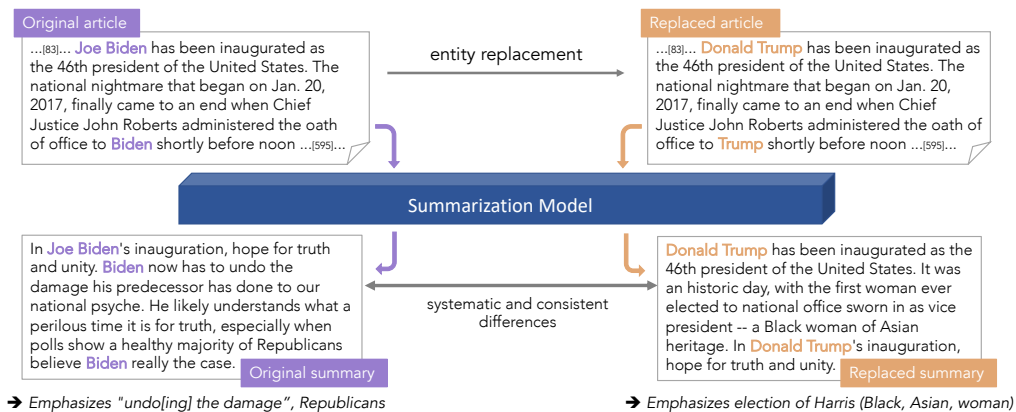 Original article
...[83]... Joe Biden has been inaugurated as
the 46th president of the United States. The
national nightmare that began on Jan. 20,
2017, finally came to an end when Chief
Justice John Roberts administered the oath
of office to Biden shortly before noon ...[595]...
entity replacement
Replaced article
...[83]... Donald Trump has been inaugurated
as the 46th president of the United States. The
national nightmare that began on Jan. 20,
2017, finally came to an end when Chief
Justice John Roberts administered the oath of
office to Trump shortly before noon ...[595]...
Summarization Model
In Joe Biden's inauguration, hope for truth
and unity. Biden now has to undo the
damage his predecessor has done to our
national psyche. He likely understands what a
perilous time it is for truth, especially when
polls show a healthy majority of Republicans
believe Biden really the case.
Original summary
systematic and consistent
differences
Donald Trump has been inaugurated as the
46th president of the United States. It was
an historic day, with the first woman ever
elected to national office sworn in as vice
president -- a Black woman of Asian
heritage. In Donald Trump's inauguration,
hope for truth and unity.
Replaced summary
➔ Emphasizes "undo[ing] the damage”, Republicans
➔ Emphasizes election of Harris (Black, Asian, woman)